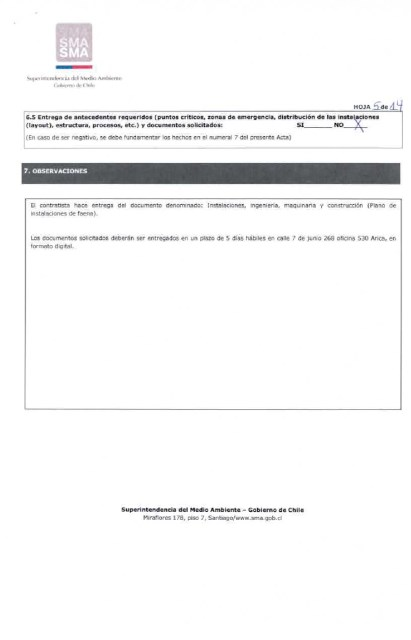 SMA
SMA
SMA
Superintendencia del Medio Ambiente
Gobierno de Chile
HOJA 5 de 14
6.5 Entrega de antecedentes requeridos (puntos críticos, zonas de emergencia, distribución de las instalaciones
(layout), estructura, procesos, etc.) y documentos solicitados: SI______ NO__X__
(En caso de ser negativo, se debe fundamentar los hechos en el numeral 7 del presente Acta)
7. OBSERVACIONES
El contratista hace entrega del documento denominado: Instalaciones, ingeniería, maquinaria y construcción (Plano de
instalaciones de faena).
Los documentos solicitados deberán ser entregados en un plazo de 5 días hábiles en calle 7 de junio 268 oficina 530 Arica, en
formato digital.
Superintendencia del Medio Ambiente – Gobierno de Chile
Miraflores 178, piso 7, Santiago/www.sma.gob.cl